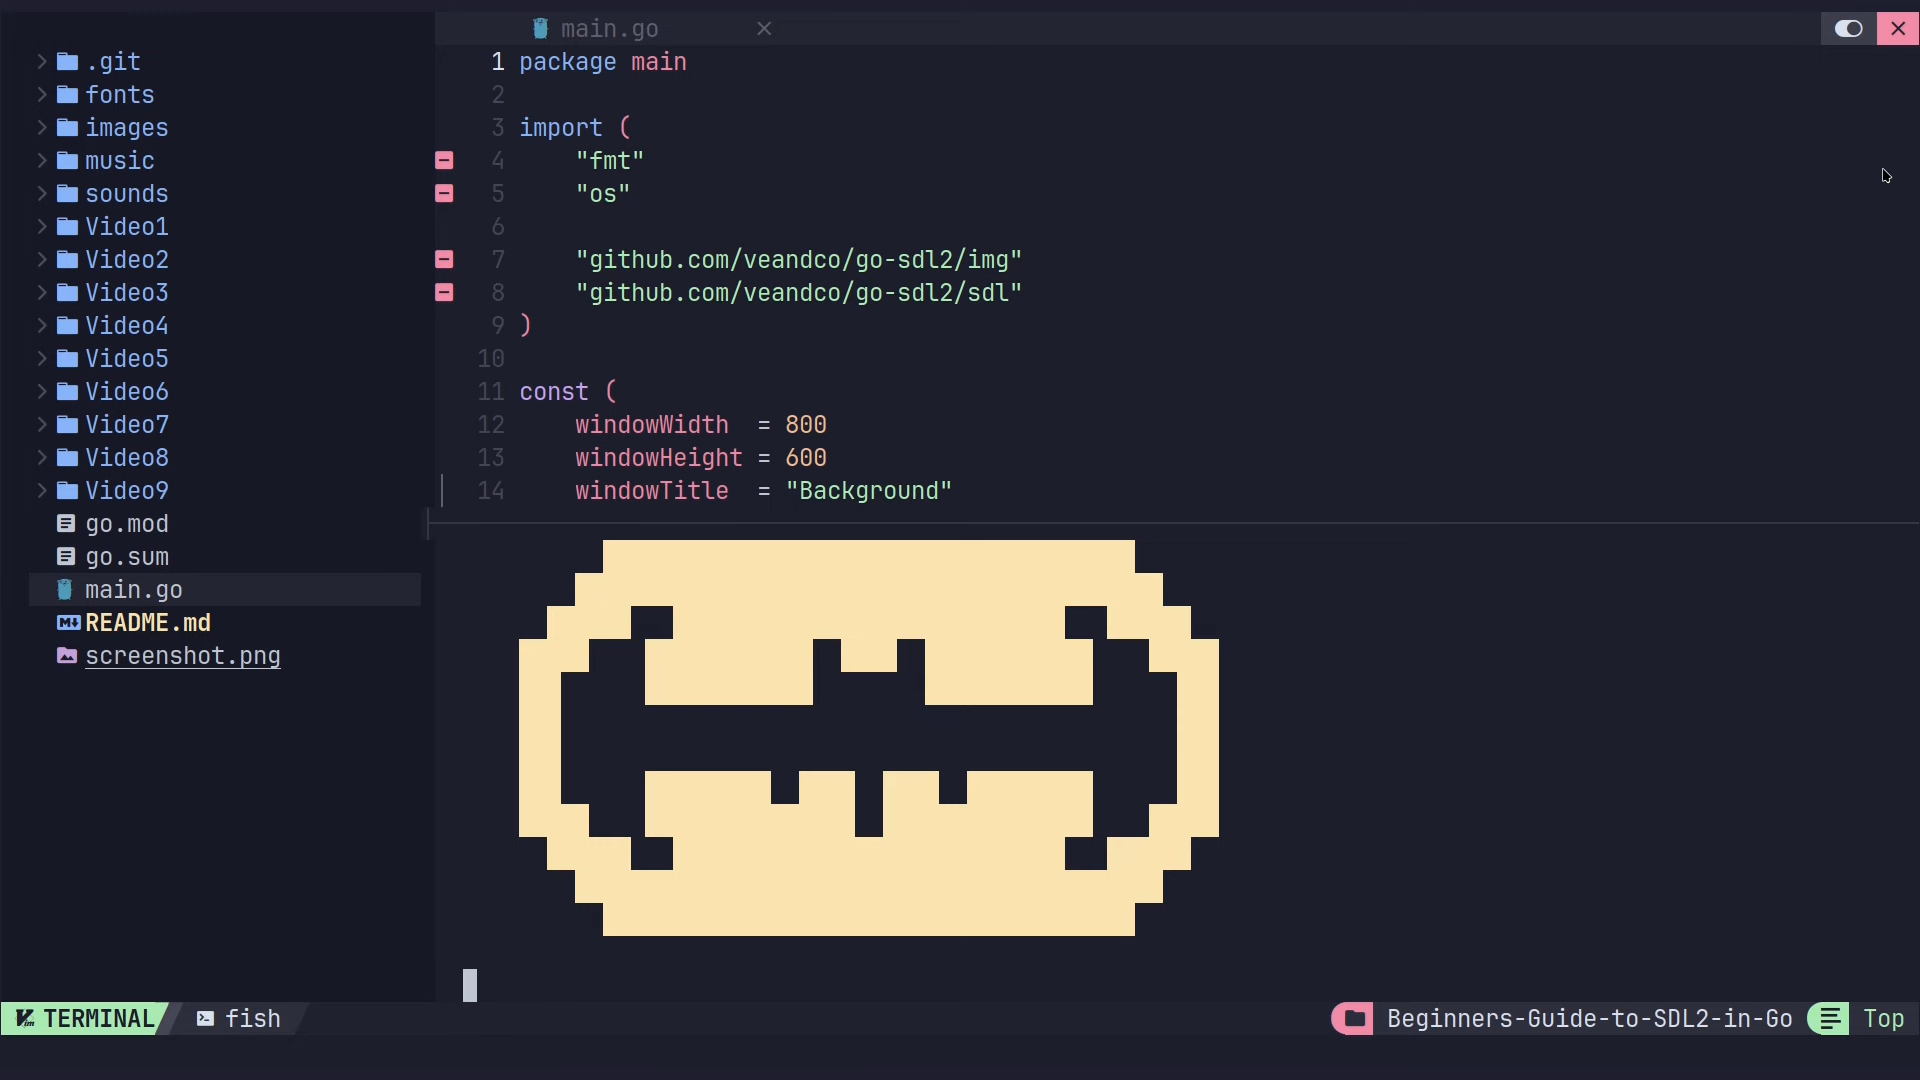 main.go
.git
fonts
images
music
sounds
Video1
Video2
Video3
Video4
Video5
Video6
Video7
Video8
Video9
go.mod
go.sum
main.go
README.md
screenshot.png
1 package main
2
3 import (
4 "fmt"
5 "os"
6
7 "github.com/veandco/go-sdl2/img"
8 "github.com/veandco/go-sdl2/sdl"
9 )
10
11 const (
12 windowWidth = 800
13 windowHeight = 600
14 windowTitle = "Background"
TERMINAL fish Beginners-Guide-to-SDL2-in-Go Top